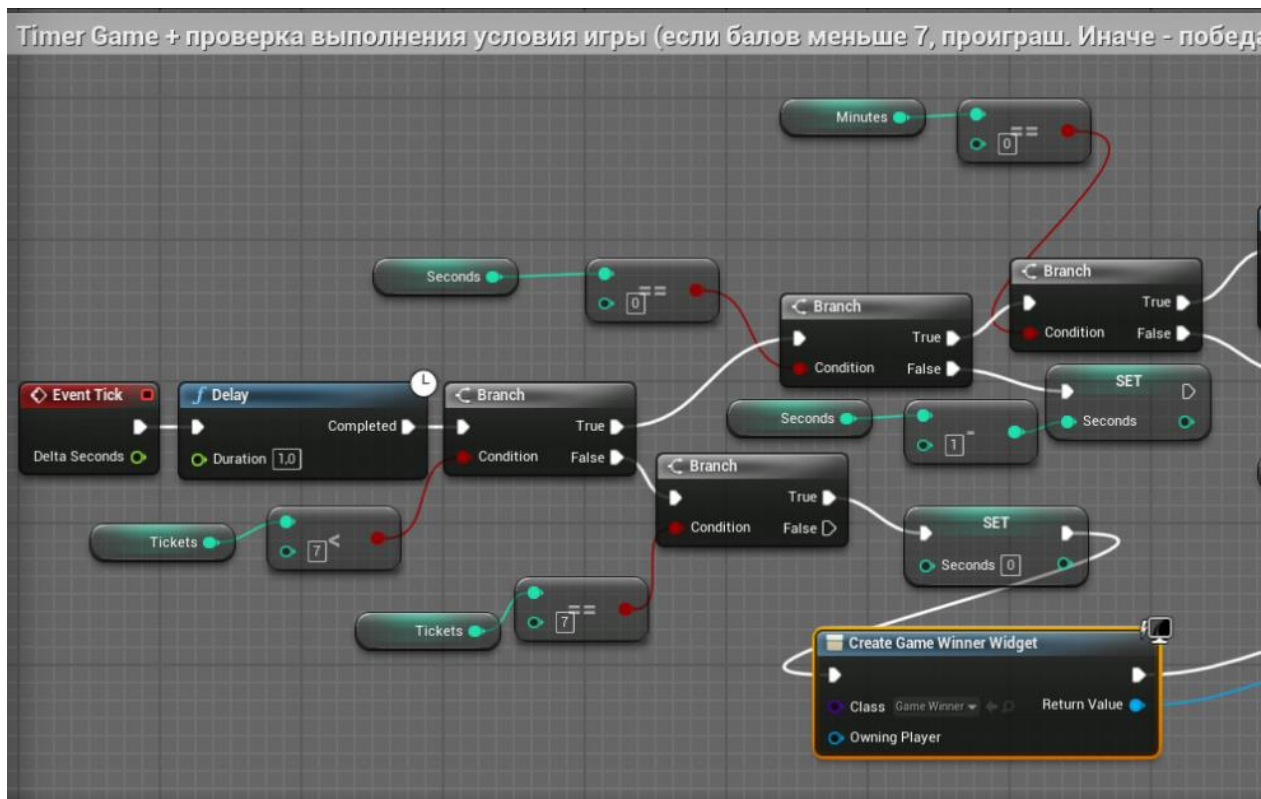 Timer Game + проверка выполнения условия игры (если балов меньше 7, проиграш. Иначе - победа
Minutes
==
0
Branch
True
Condition
False
Seconds
==
0
Branch
True
Condition
False
SET
Seconds
Seconds
-
1
Event Tick
Delta Seconds
f Delay
Completed
Duration 1,0
Branch
True
Condition
False
Tickets
<
7
Branch
True
Condition
False
SET
Seconds 0
Tickets
==
7
Create Game Winner Widget
Class Game Winner
Return Value
Owning Player